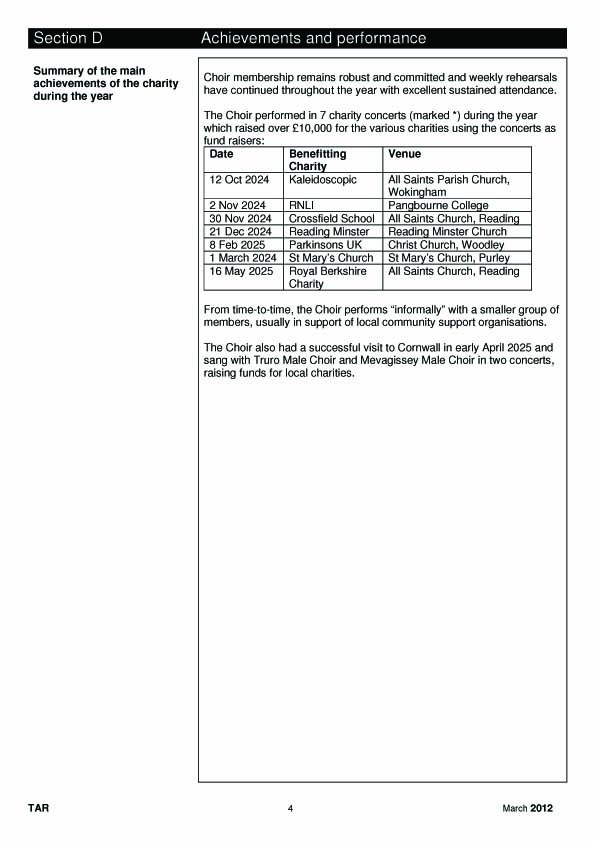 Section D Achievements and performance
Summary of the main
achievements of the charity
during the year
Choir membership remains robust and committed and weekly rehearsals
have continued throughout the year with excellent sustained attendance.
The Choir performed in 7 charity concerts (marked *) during the year
which raised over £10,000 for the various charities using the concerts as
fund raisers:
Date Benefitting Charity Venue
12 Oct 2024 Kaleidoscopic All Saints Parish Church, Wokingham
2 Nov 2024 RNLI Pangbourne College
30 Nov 2024 Crossfield School All Saints Church, Reading
21 Dec 2024 Reading Minster Reading Minster Church
8 Feb 2025 Parkinsons UK Christ Church, Woodley
1 March 2024 St Mary's Church St Mary's Church, Purley
16 May 2025 Royal Berkshire Charity All Saints Church, Reading
From time-to-time, the Choir performs “informally” with a smaller group of
members, usually in support of local community support organisations.
The Choir also had a successful visit to Cornwall in early April 2025 and
sang with Truro Male Choir and Mevagissey Male Choir in two concerts,
raising funds for local charities.
TAR 4 March 2012